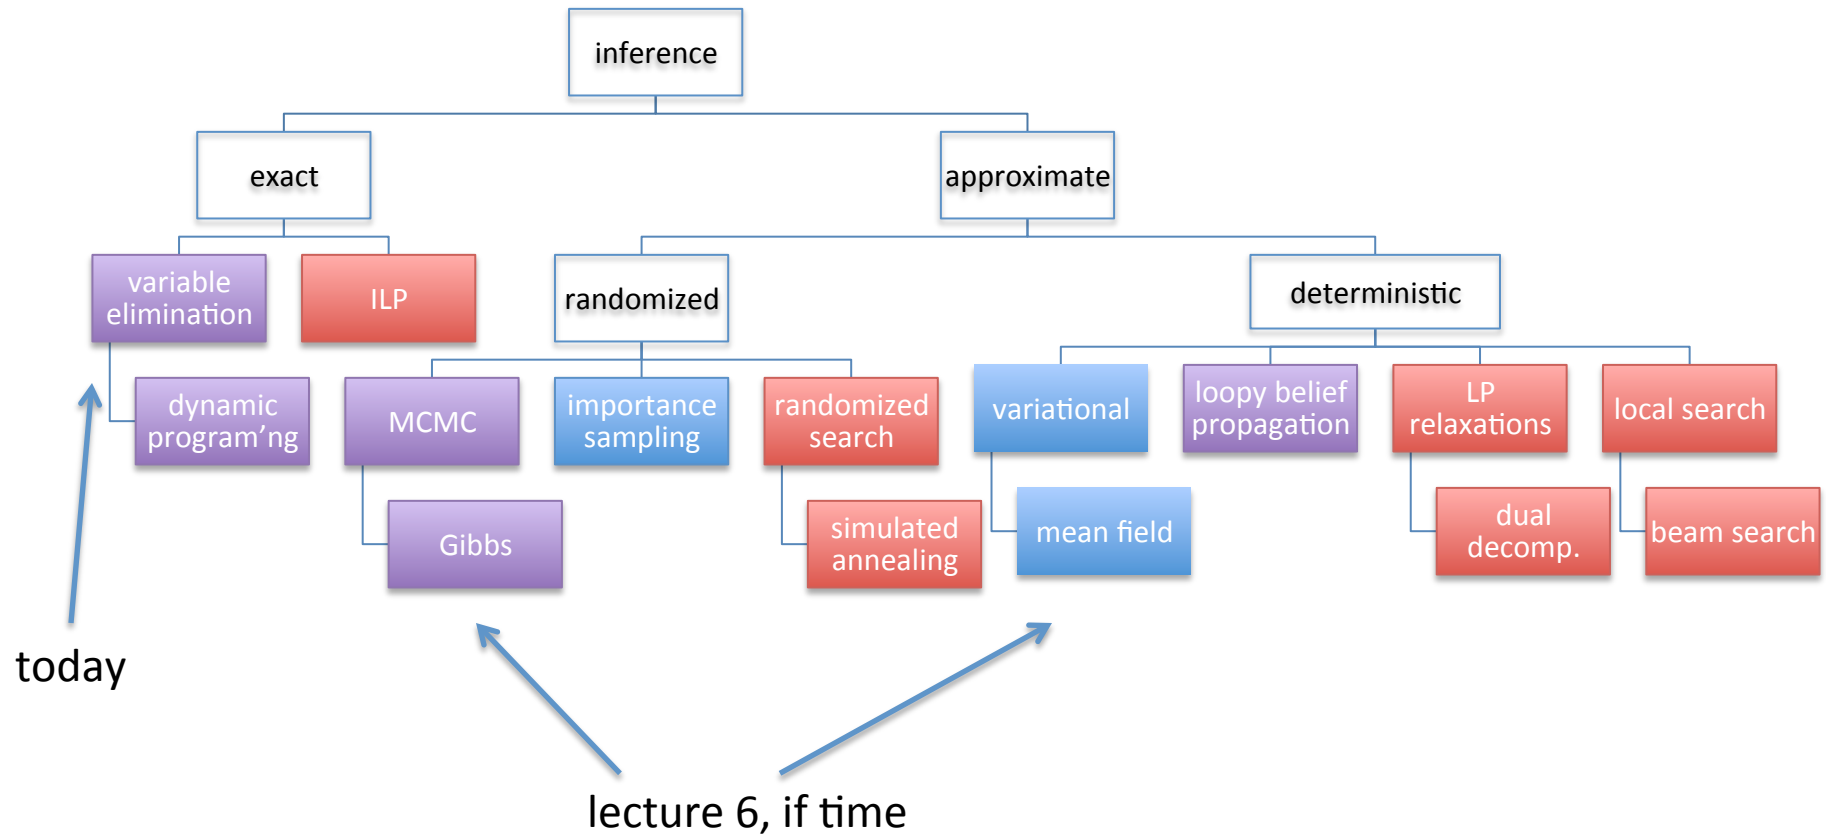 inference
exact
approximate
variable
elimination
ILP
randomized
deterministic
dynamic
program’ng
MCMC
importance
sampling
randomized
search
variational
loopy belief
propagation
LP
relaxations
local search
Gibbs
simulated
annealing
mean field
dual
decomp.
beam search
today
lecture 6, if time